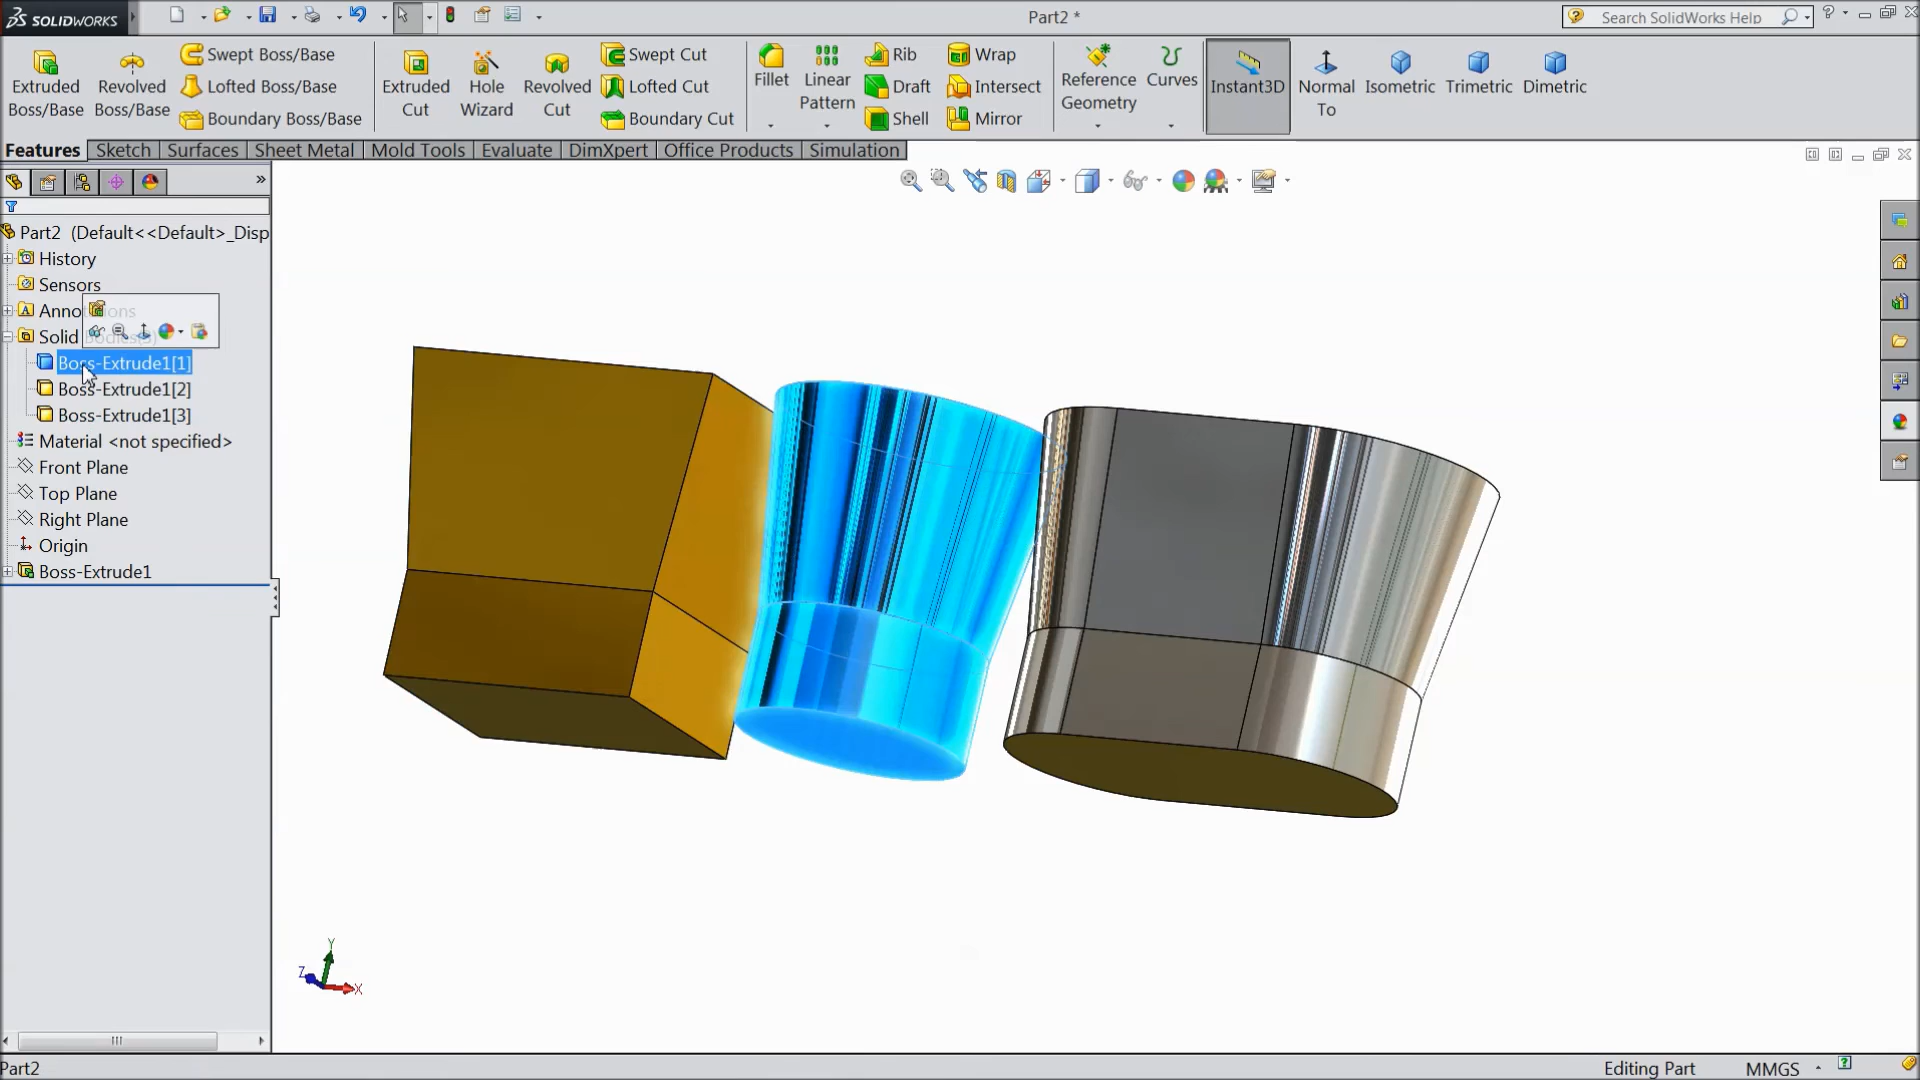 SOLIDWORKS
Part2 *
Search SolidWorks Help
Extruded Boss/Base
Revolved Boss/Base
Swept Boss/Base
Lofted Boss/Base
Boundary Boss/Base
Extruded Cut
Hole Wizard
Revolved Cut
Swept Cut
Lofted Cut
Boundary Cut
Fillet
Linear Pattern
Rib
Draft
Shell
Wrap
Intersect
Mirror
Reference Geometry
Curves
Instant3D
Normal To
Isometric
Trimetric
Dimetric
Features
Sketch
Surfaces
Sheet Metal
Mold Tools
Evaluate
DimXpert
Office Products
Simulation
Part2 (Default<<Default>_Disp
History
Sensors
Annotations
Solid Bodies(3)
Boss-Extrude1[1]
Boss-Extrude1[2]
Boss-Extrude1[3]
Material <not specified>
Front Plane
Top Plane
Right Plane
Origin
Boss-Extrude1
Y
Z
X
Part2
Editing Part
MMGS